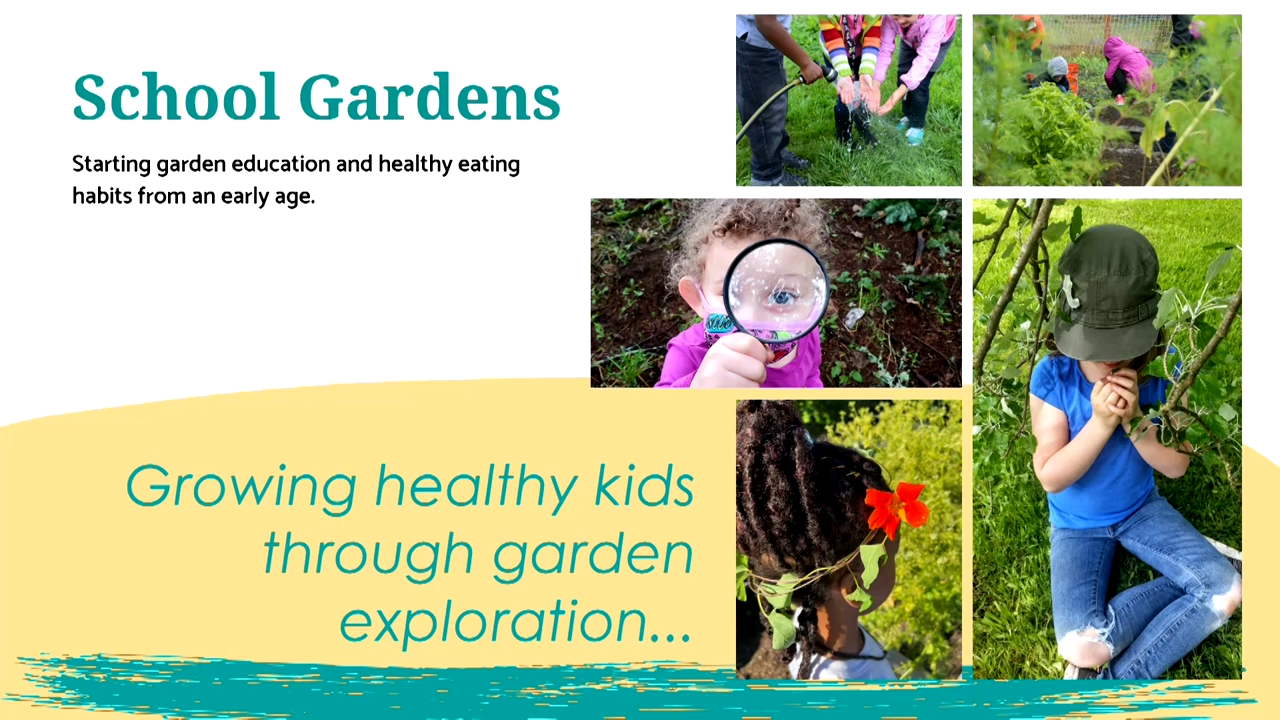 School Gardens
Starting garden education and healthy eating
habits from an early age.
Growing healthy kids
through garden
exploration...